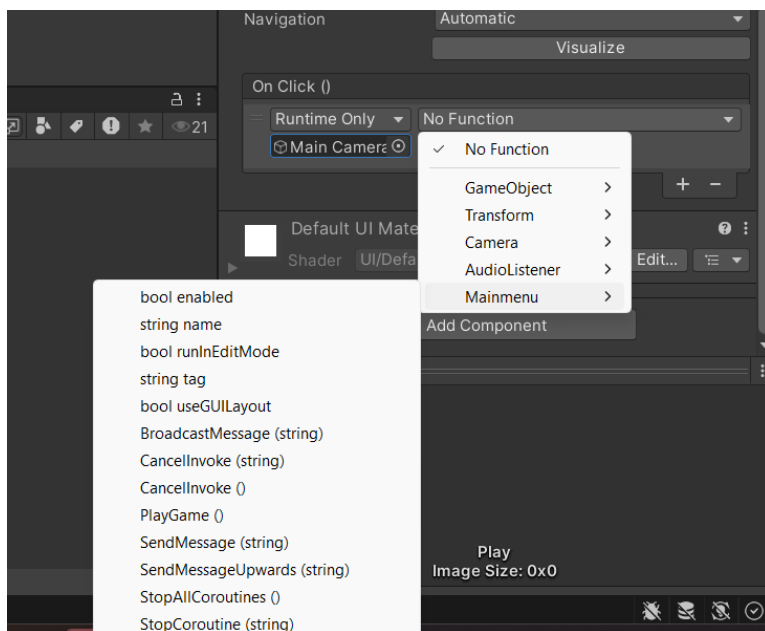 Navigation
Automatic
Visualize
On Click ()
21
Runtime Only
No Function
Main Camera
No Function
GameObject
Transform
Camera
AudioListener
Mainmenu
Default UI Mate
Shader UI/Defa
Edit...
Add Component
bool enabled
string name
bool runInEditMode
string tag
bool useGUILayout
BroadcastMessage (string)
CancelInvoke (string)
CancelInvoke ()
PlayGame ()
SendMessage (string)
SendMessageUpwards (string)
StopAllCoroutines ()
StopCoroutine (string)
Play
Image Size: 0x0